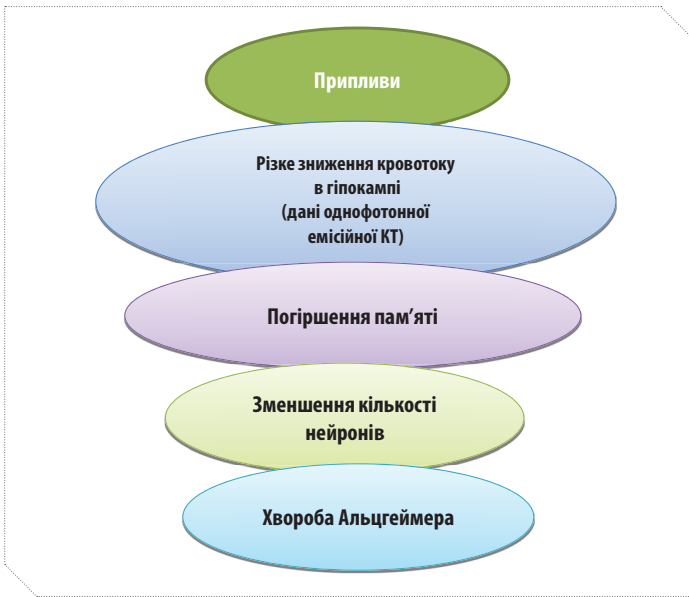 Припливи
Різке зниження кровотоку
в гіпокампі
(дані однофотонної
емісійної КТ)
Погіршення пам’яті
Зменшення кількості
нейронів
Хвороба Альцгеймера